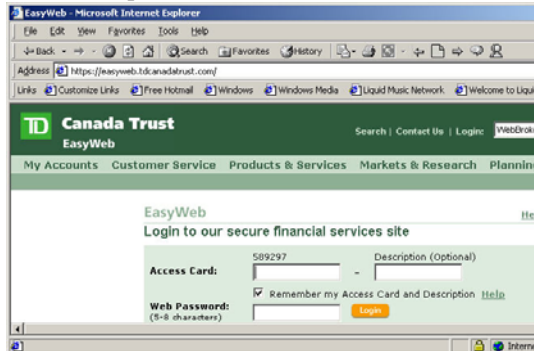 EasyWeb - Microsoft Internet Explorer
File Edit View Favorites Tools Help
Back Search Favorites History
Address https://easyweb.tdcanadatrust.com/
Links Customize Links Free Hotmail Windows Windows Media Liquid Music Network Welcome to Liqui
TD Canada Trust
EasyWeb
Search | Contact Us | Login: WebBrok
My Accounts Customer Service Products & Services Markets & Research Plannin
EasyWeb He
Login to our secure financial services site
589297 Description (Optional)
Access Card: -
Remember my Access Card and Description Help
Web Password: Login
(5-8 characters)
Interne